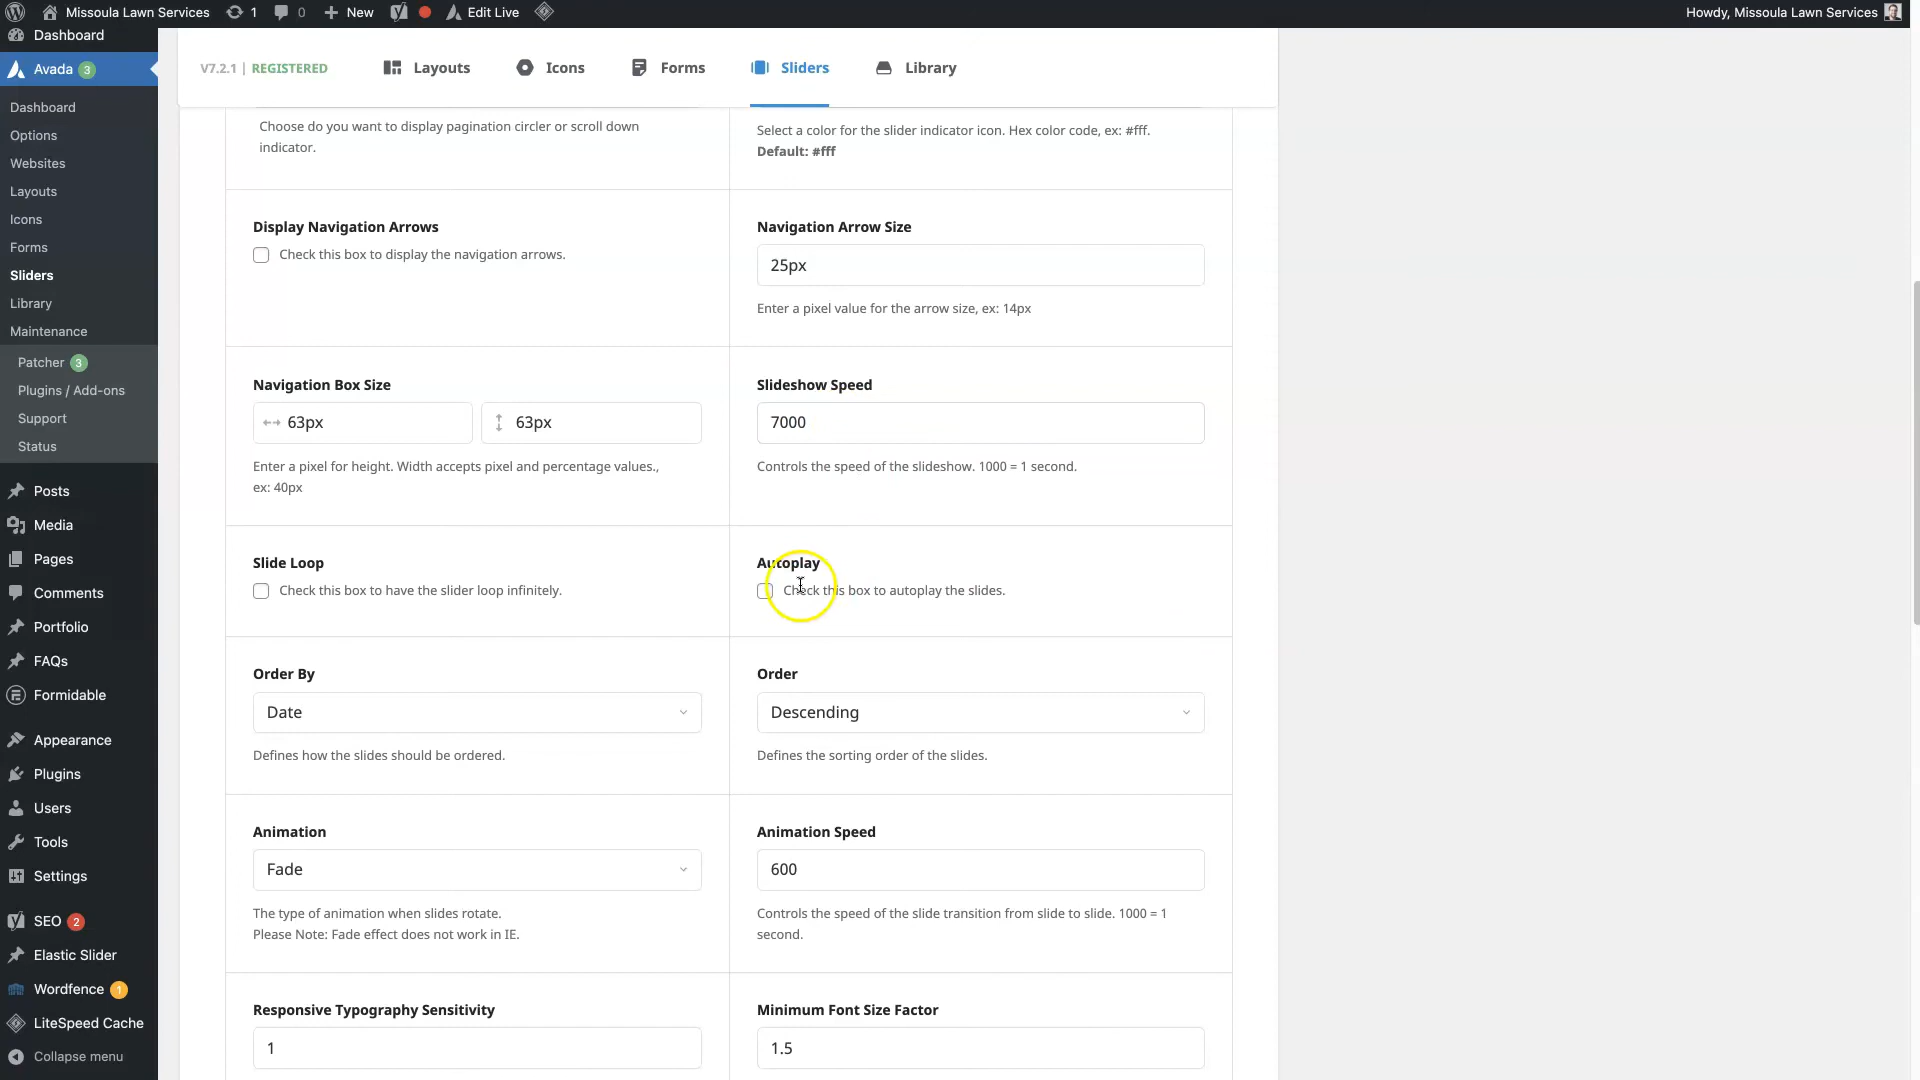 Missoula Lawn Services 1 0 New Edit Live Howdy, Missoula Lawn Services
Dashboard
Avada 3
Dashboard
Options
Websites
Layouts
Icons
Forms
Sliders
Library
Maintenance
Patcher 3
Plugins / Add-ons
Support
Status
Posts
Media
Pages
Comments
Portfolio
FAQs
Formidable
Appearance
Plugins
Users
Tools
Settings
SEO 2
Elastic Slider
Wordfence 1
LiteSpeed Cache
Collapse menu
V7.2.1 | REGISTERED Layouts Icons Forms Sliders Library
Choose do you want to display pagination circler or scroll down
indicator.
Select a color for the slider indicator icon. Hex color code, ex: #fff.
Default: #fff
Display Navigation Arrows
Check this box to display the navigation arrows.
Navigation Arrow Size
25px
Enter a pixel value for the arrow size, ex: 14px
Navigation Box Size
63px 63px
Enter a pixel for height. Width accepts pixel and percentage values.,
ex: 40px
Slideshow Speed
7000
Controls the speed of the slideshow. 1000 = 1 second.
Slide Loop
Check this box to have the slider loop infinitely.
Autoplay
Check this box to autoplay the slides.
Order By
Date
Defines how the slides should be ordered.
Order
Descending
Defines the sorting order of the slides.
Animation
Fade
The type of animation when slides rotate.
Please Note: Fade effect does not work in IE.
Animation Speed
600
Controls the speed of the slide transition from slide to slide. 1000 = 1
second.
Responsive Typography Sensitivity
1
Minimum Font Size Factor
1.5